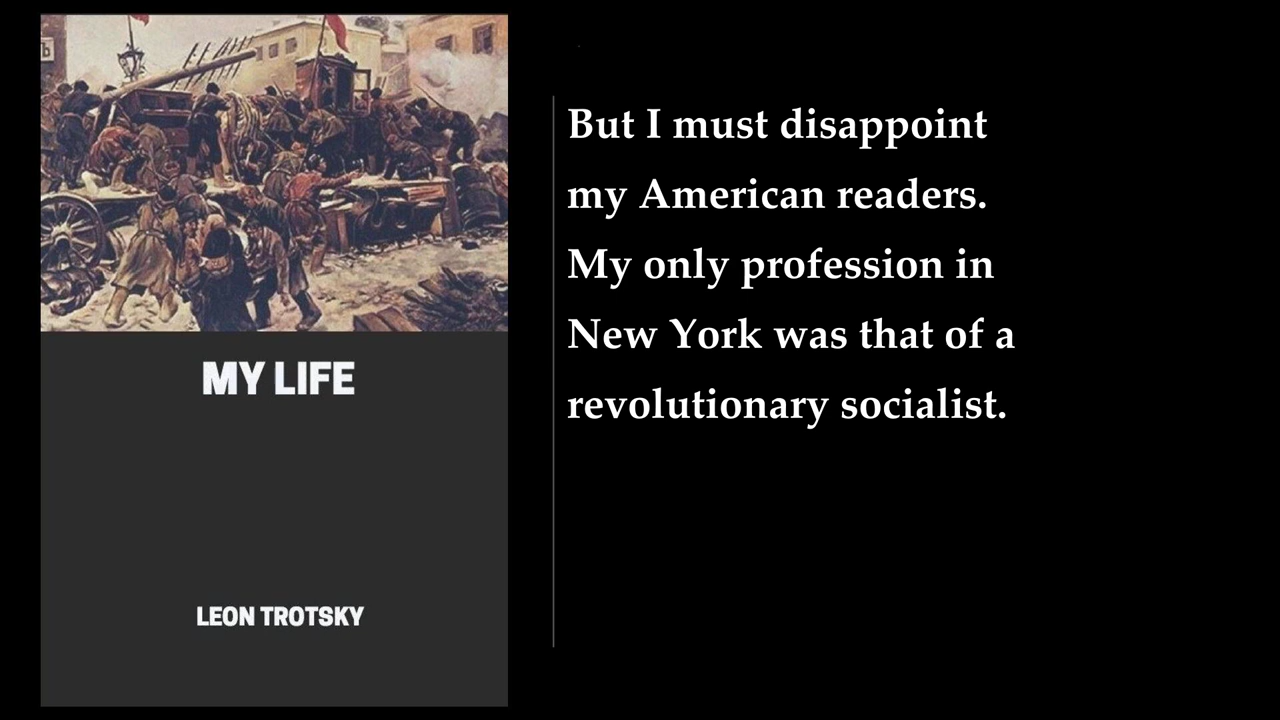 MY LIFE
LEON TROTSKY
But I must disappoint
my American readers.
My only profession in
New York was that of a
revolutionary socialist.